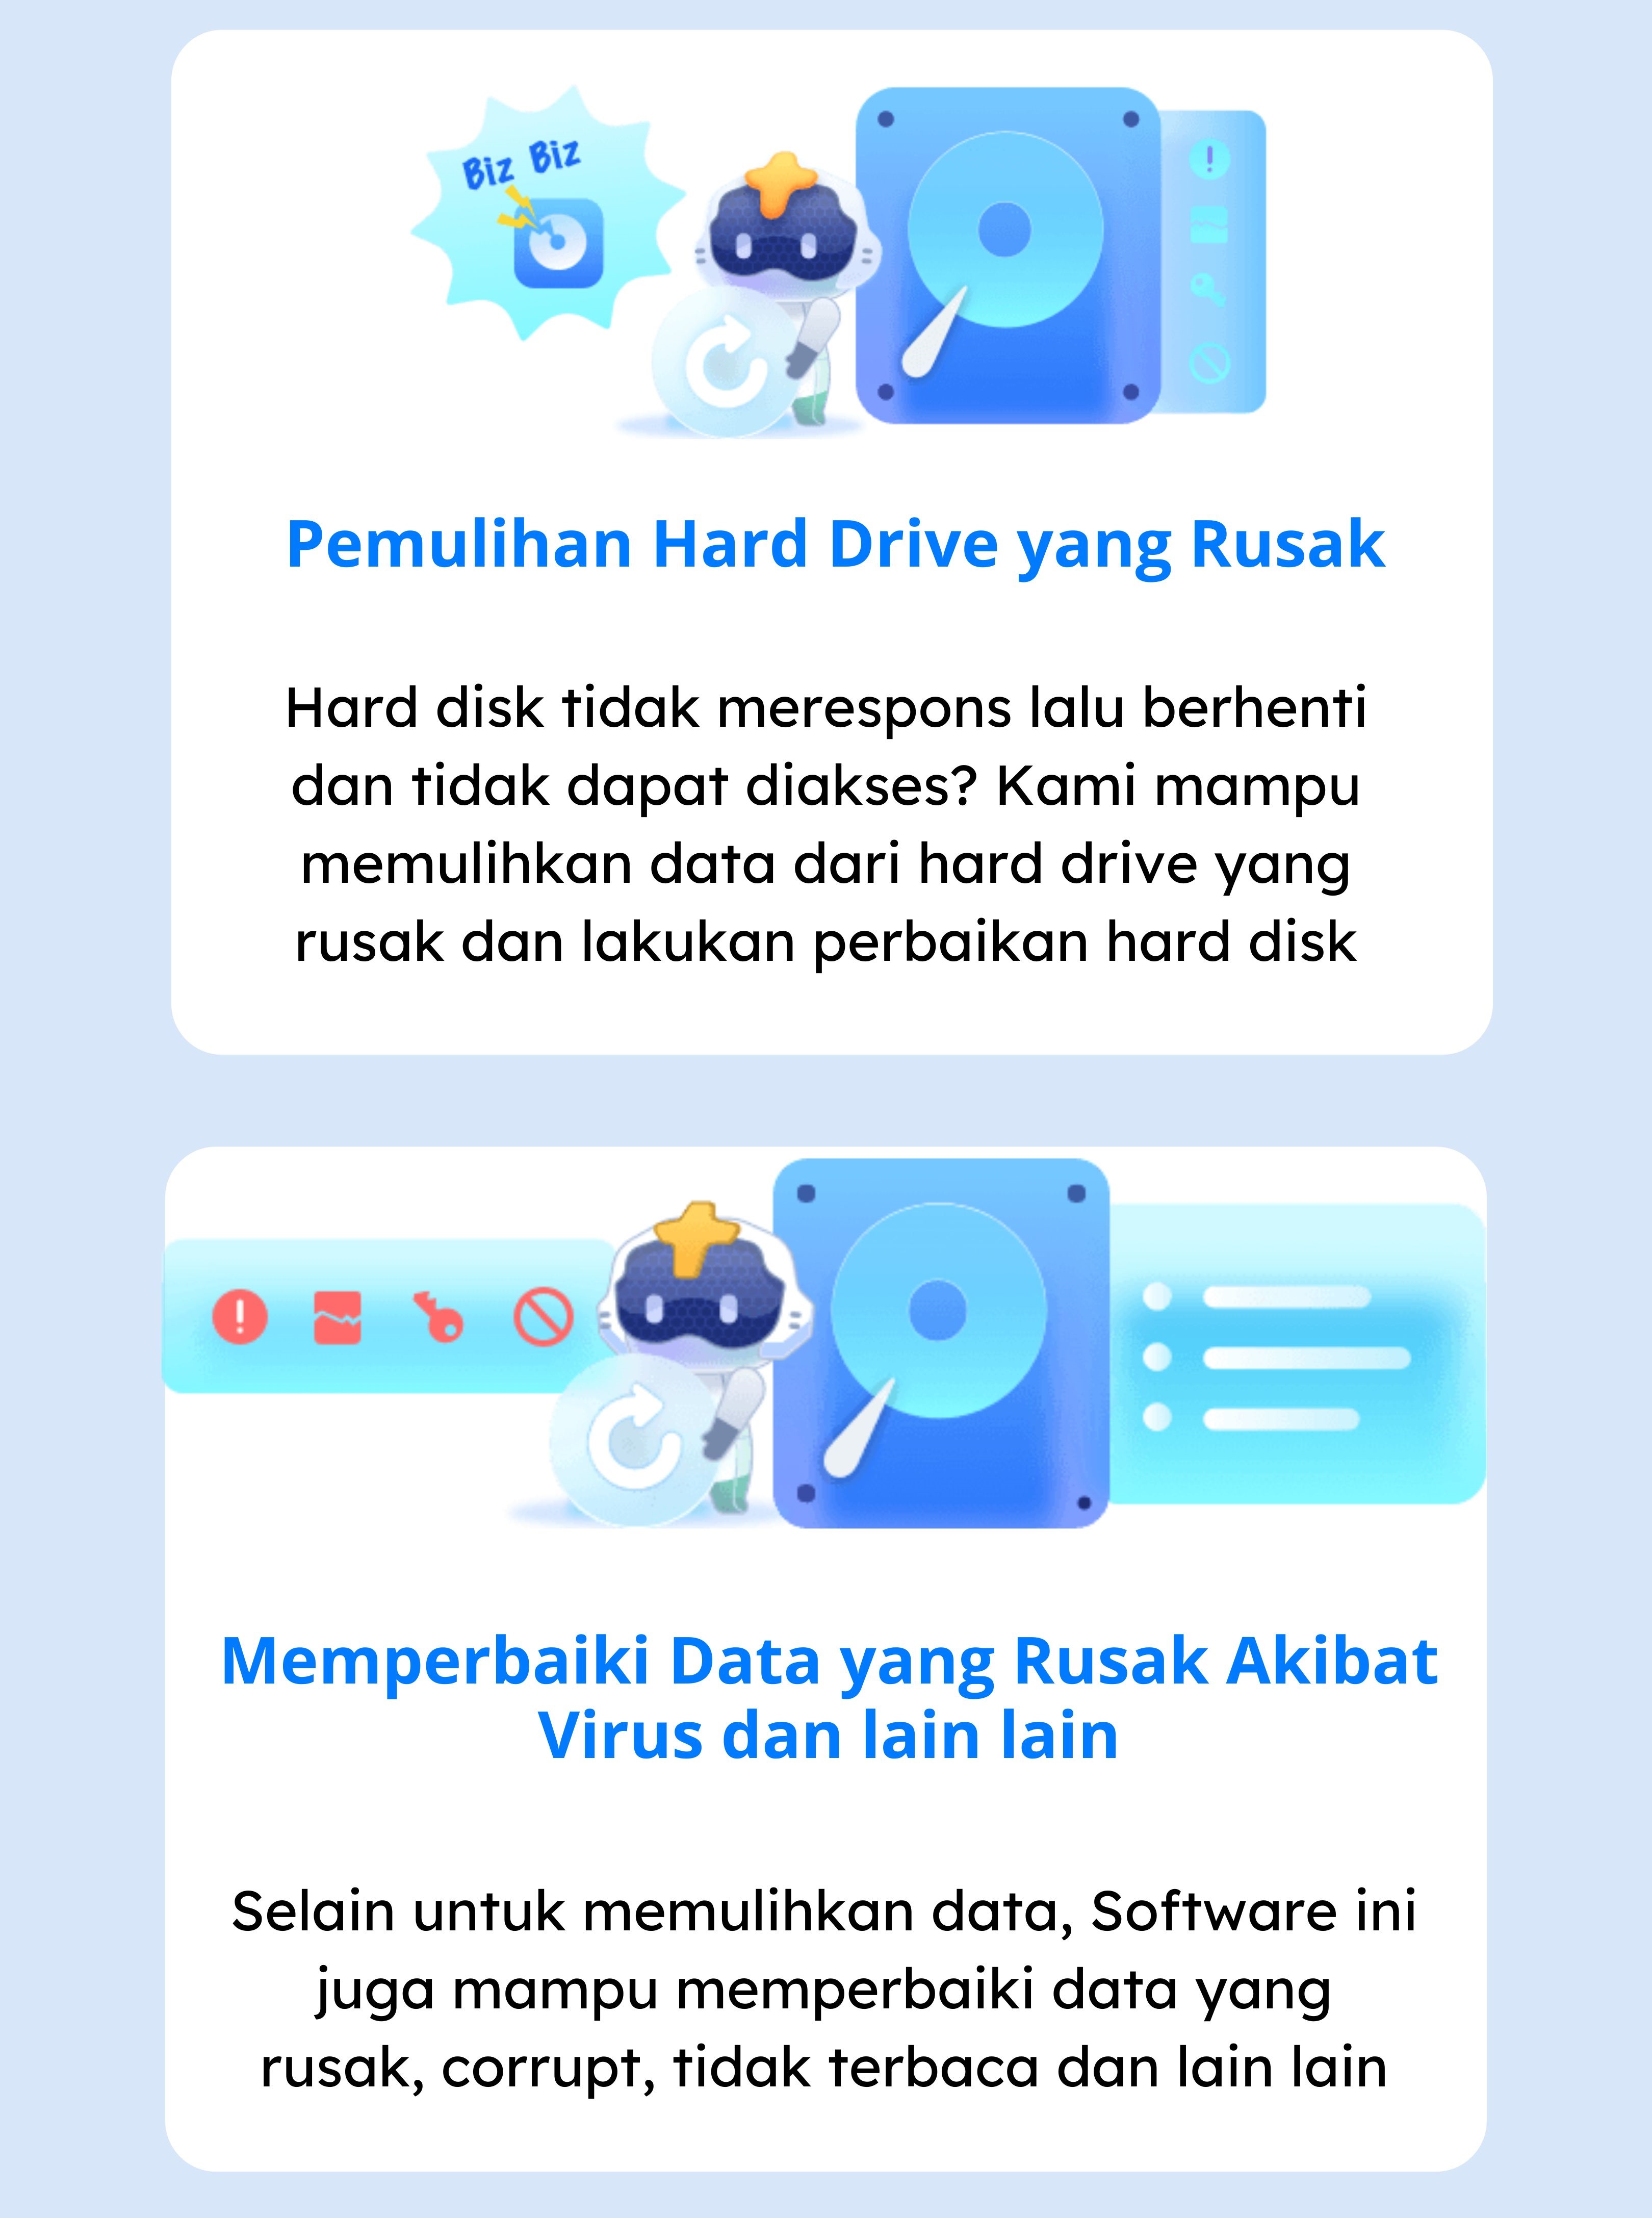 Biz Biz
Pemulihan Hard Drive yang Rusak
Hard disk tidak merespons lalu berhenti
dan tidak dapat diakses? Kami mampu
memulihkan data dari hard drive yang
rusak dan lakukan perbaikan hard disk
Memperbaiki Data yang Rusak Akibat
Virus dan lain lain
Selain untuk memulihkan data, Software ini
juga mampu memperbaiki data yang
rusak, corrupt, tidak terbaca dan lain lain